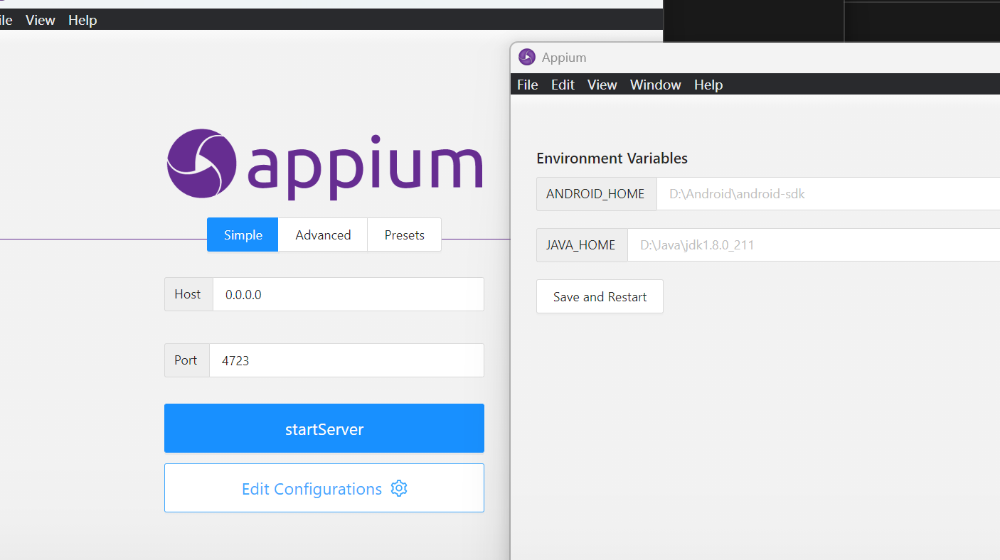 ile View Help
appium
Simple Advanced Presets
Host 0.0.0.0
Port 4723
startServer
Edit Configurations
Appium
File Edit View Window Help
Environment Variables
ANDROID_HOME D:\Android\android-sdk
JAVA_HOME D:\Java\jdk1.8.0_211
Save and Restart